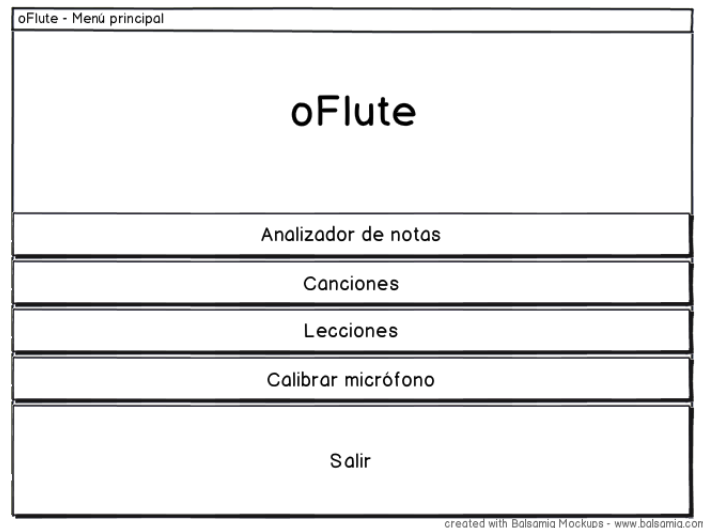 oFlute - Menú principal
oFlute
Analizador de notas
Canciones
Lecciones
Calibrar micrófono
Salir
created with Balsamiq Mockups - www.balsamiq.com